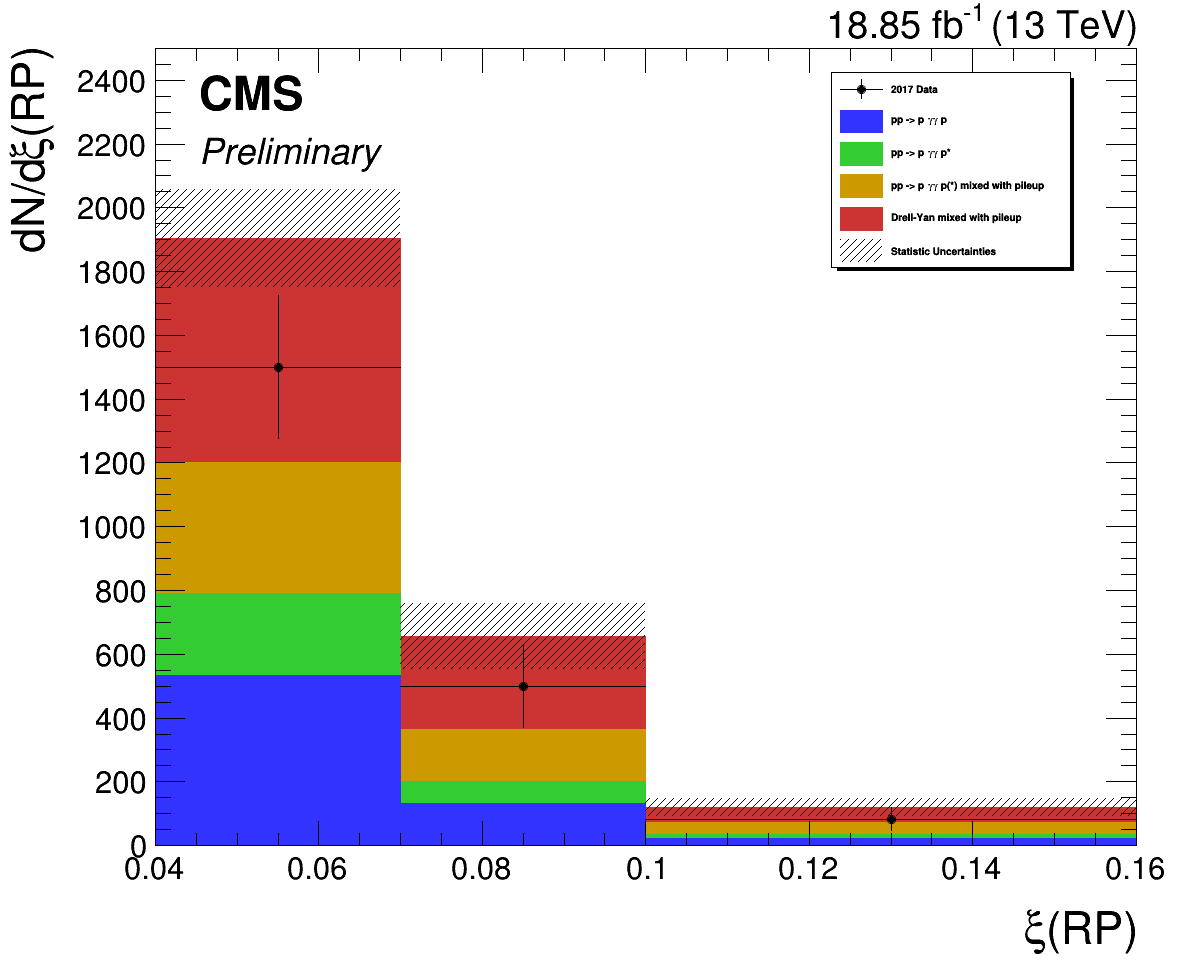 18.85 fb⁻¹ (13 TeV)
dN/dξ(RP)
CMS
Preliminary
2017 Data
pp -> p γγ p
pp -> p γγ p*
pp -> p γγ p(*) mixed with pileup
Drell-Yan mixed with pileup
Statistic Uncertainties
2400
2200
2000
1800
1600
1400
1200
1000
800
600
400
200
0
0.04 0.06 0.08 0.1 0.12 0.14 0.16
ξ(RP)